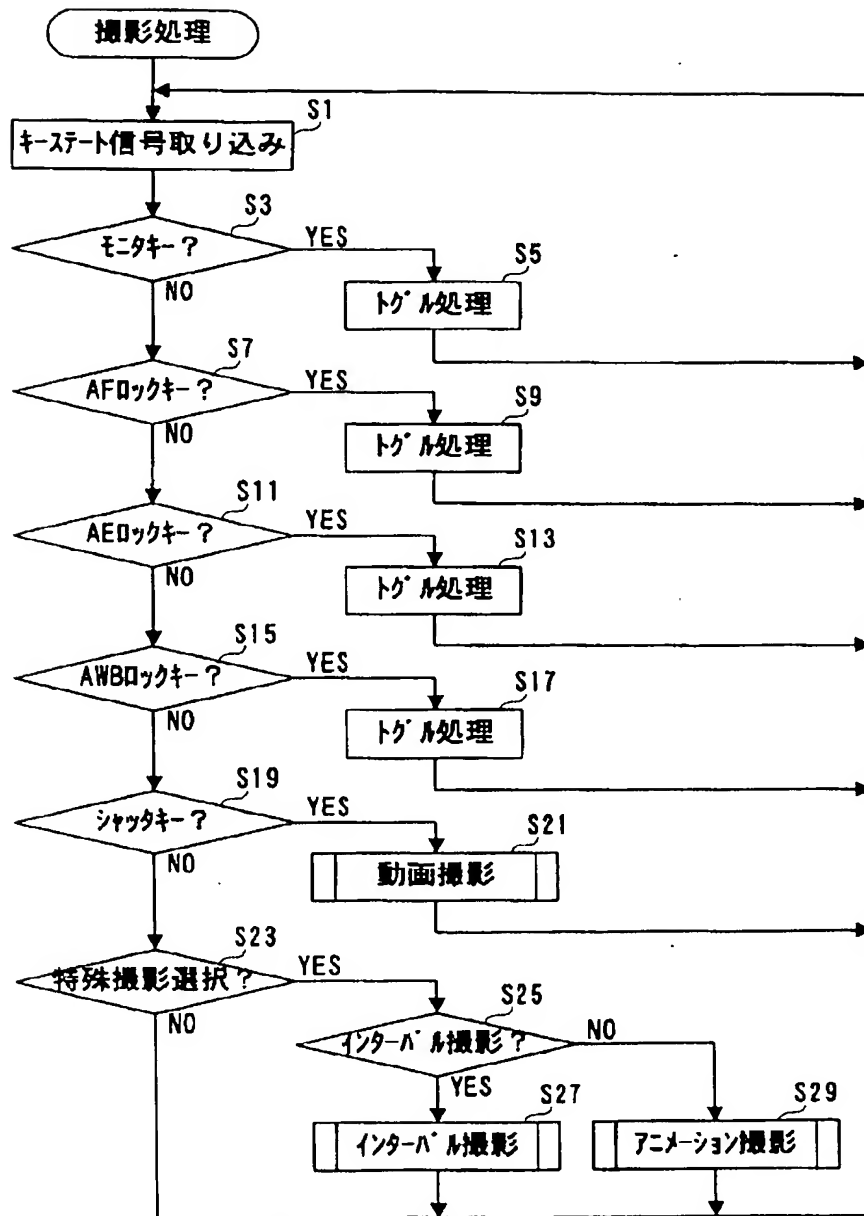 撮影処理
S1
キーステート信号取り込み
S3
モニタキー？
YES
NO
S5
トグル処理
S7
AFロックキー？
YES
NO
S9
トグル処理
S11
AEロックキー？
YES
NO
S13
トグル処理
S15
AWBロックキー？
YES
NO
S17
トグル処理
S19
シャッタキー？
YES
NO
S21
動画撮影
S23
特殊撮影選択？
YES
NO
S25
インターバル撮影？
NO
YES
S27
インターバル撮影
S29
アニメーション撮影